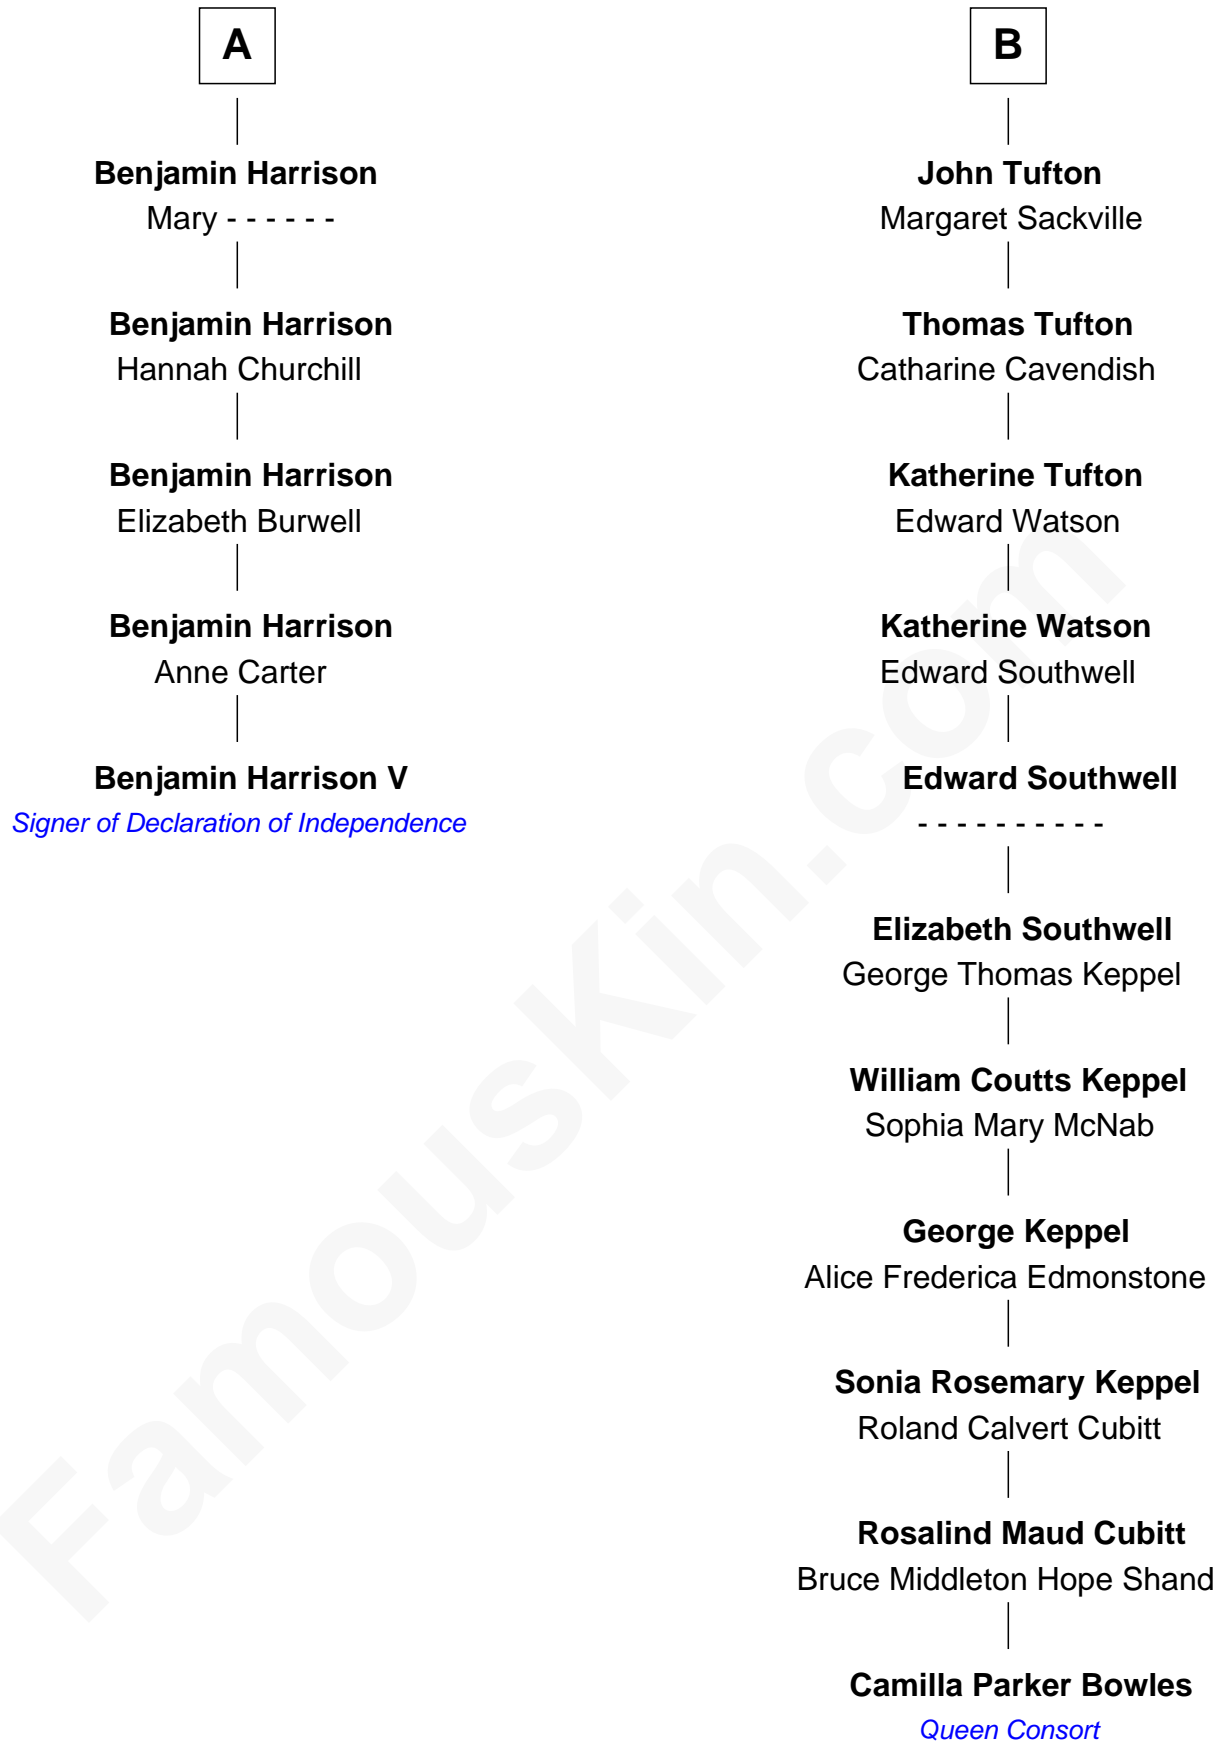 A
Benjamin Harrison
Mary - - - - - -
Benjamin Harrison
Hannah Churchill
Benjamin Harrison
Elizabeth Burwell
Benjamin Harrison
Anne Carter
Benjamin Harrison V
Signer of Declaration of Independence
B
John Tufton
Margaret Sackville
Thomas Tufton
Catharine Cavendish
Katherine Tufton
Edward Watson
Katherine Watson
Edward Southwell
Edward Southwell
- - - - - - - - - -
Elizabeth Southwell
George Thomas Keppel
William Coutts Keppel
Sophia Mary McNab
George Keppel
Alice Frederica Edmonstone
Sonia Rosemary Keppel
Roland Calvert Cubitt
Rosalind Maud Cubitt
Bruce Middleton Hope Shand
Camilla Parker Bowles
Queen Consort
FamousKin.com